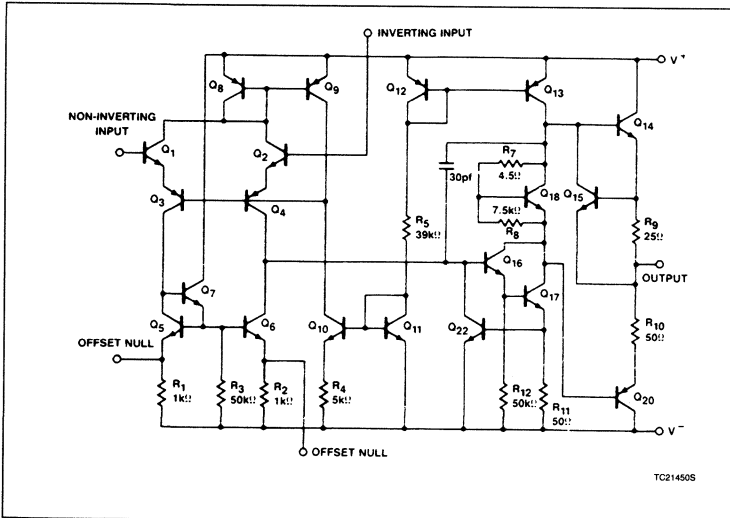 INVERTING INPUT
V+
Q8
Q9
Q12
Q13
Q14
NON-INVERTING
INPUT
Q1
Q2
R7
4.5Ω
30pf
Q18
Q15
Q3
Q4
7.5kΩ
R8
R9
25Ω
R5
39kΩ
Q16
OUTPUT
Q7
Q17
Q5
Q6
Q10
Q11
Q22
R10
50Ω
OFFSET NULL
Q20
R1
1kΩ
R3
50kΩ
R2
1kΩ
R4
5kΩ
R12
50kΩ
R11
50Ω
V−
OFFSET NULL
TC21450S